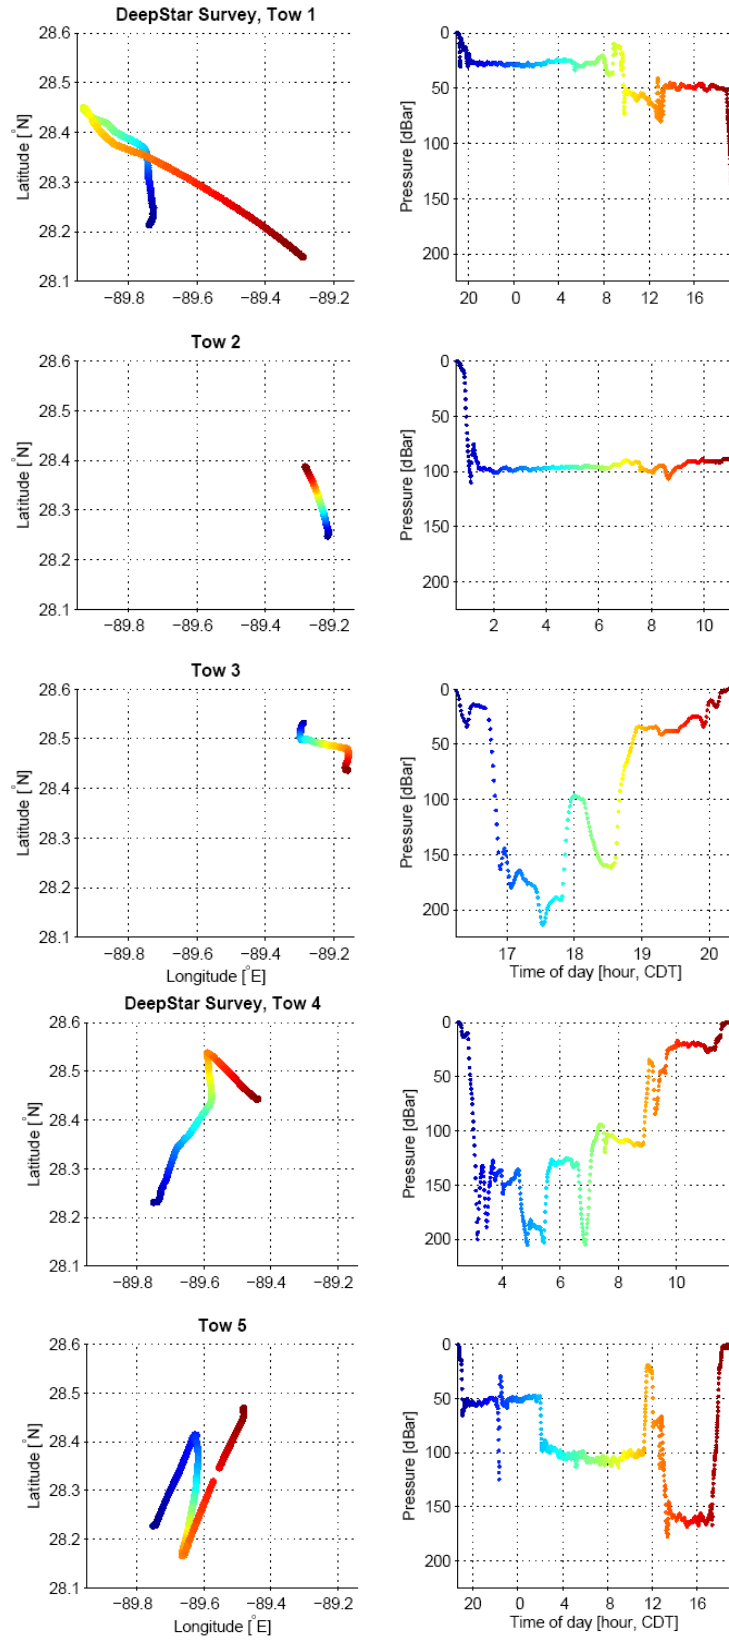 DeepStar Survey, Tow 1
28.6
28.5
28.4
28.3
28.2
28.1
Latitude [°N]
−89.8 −89.6 −89.4 −89.2
0
50
100
150
200
Pressure [dBar]
20 0 4 8 12 16
Tow 2
28.6
28.5
28.4
28.3
28.2
28.1
Latitude [°N]
−89.8 −89.6 −89.4 −89.2
0
50
100
150
200
Pressure [dBar]
2 4 6 8 10
Tow 3
28.6
28.5
28.4
28.3
28.2
28.1
Latitude [°N]
−89.8 −89.6 −89.4 −89.2
Longitude [°E]
0
50
100
150
200
Pressure [dBar]
17 18 19 20
Time of day [hour, CDT]
DeepStar Survey, Tow 4
28.6
28.5
28.4
28.3
28.2
28.1
Latitude [°N]
−89.8 −89.6 −89.4 −89.2
0
50
100
150
200
Pressure [dBar]
4 6 8 10
Tow 5
28.6
28.5
28.4
28.3
28.2
28.1
Latitude [°N]
−89.8 −89.6 −89.4 −89.2
Longitude [°E]
0
50
100
150
200
Pressure [dBar]
20 0 4 8 12 16
Time of day [hour, CDT]